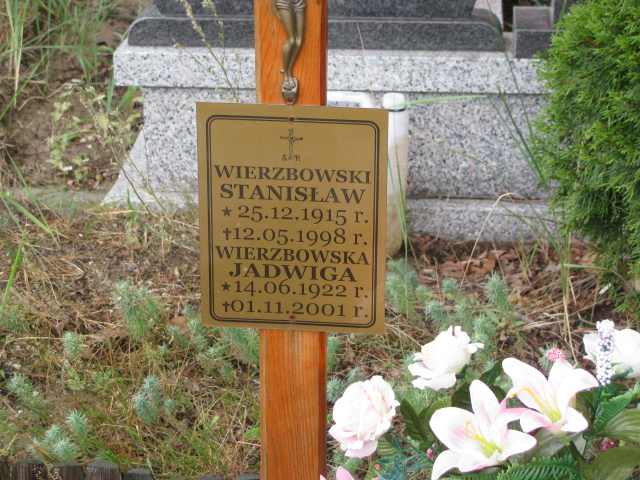 Ś. P.
WIERZBOWSKI
STANISŁAW
★ 25.12.1915 r.
✝12.05.1998 r.
WIERZBOWSKA
JADWIGA
★14.06.1922 r.
✝01.11.2001 r.